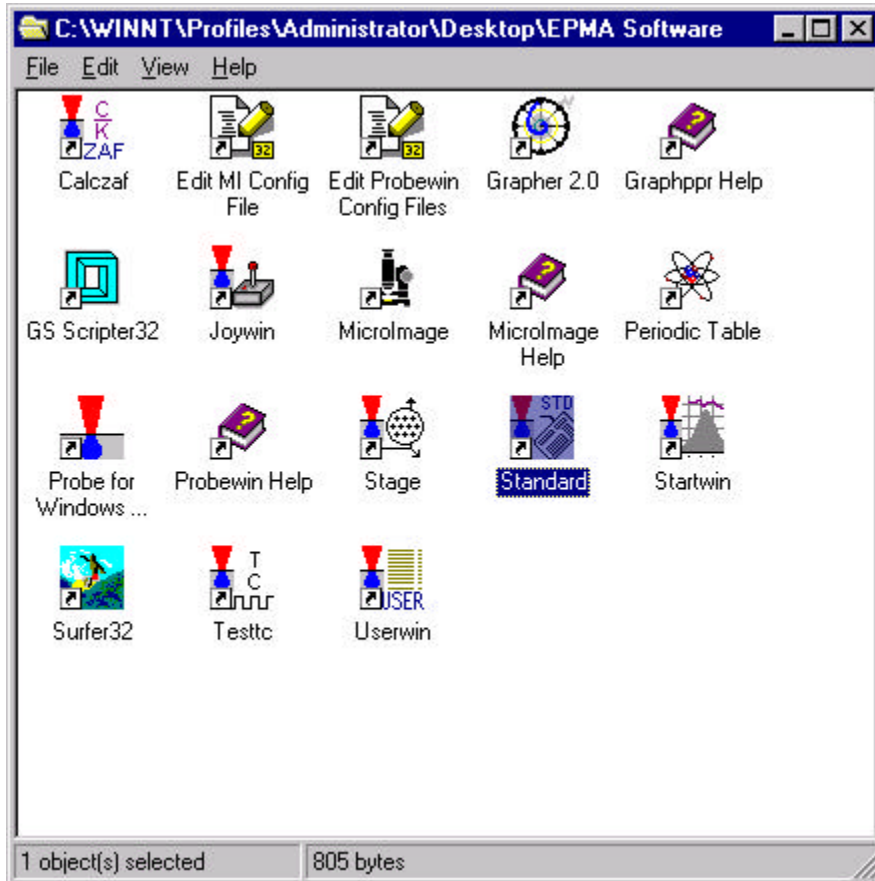 C:\WINNT\Profiles\Administrator\Desktop\EPMA Software
File Edit View Help
C
K
ZAF
32
32
N
?
Calczaf
Edit MI Config
File
Edit Probewin
Config Files
Grapher 2.0
Graphppr Help
?
GS Scripter32
Joywin
MicroImage
MicroImage
Help
Periodic Table
?
STD
Probe for
Windows ...
Probewin Help
Stage
Standard
Startwin
T
C
USER
Surfer32
Testtc
Userwin
1 object(s) selected
805 bytes